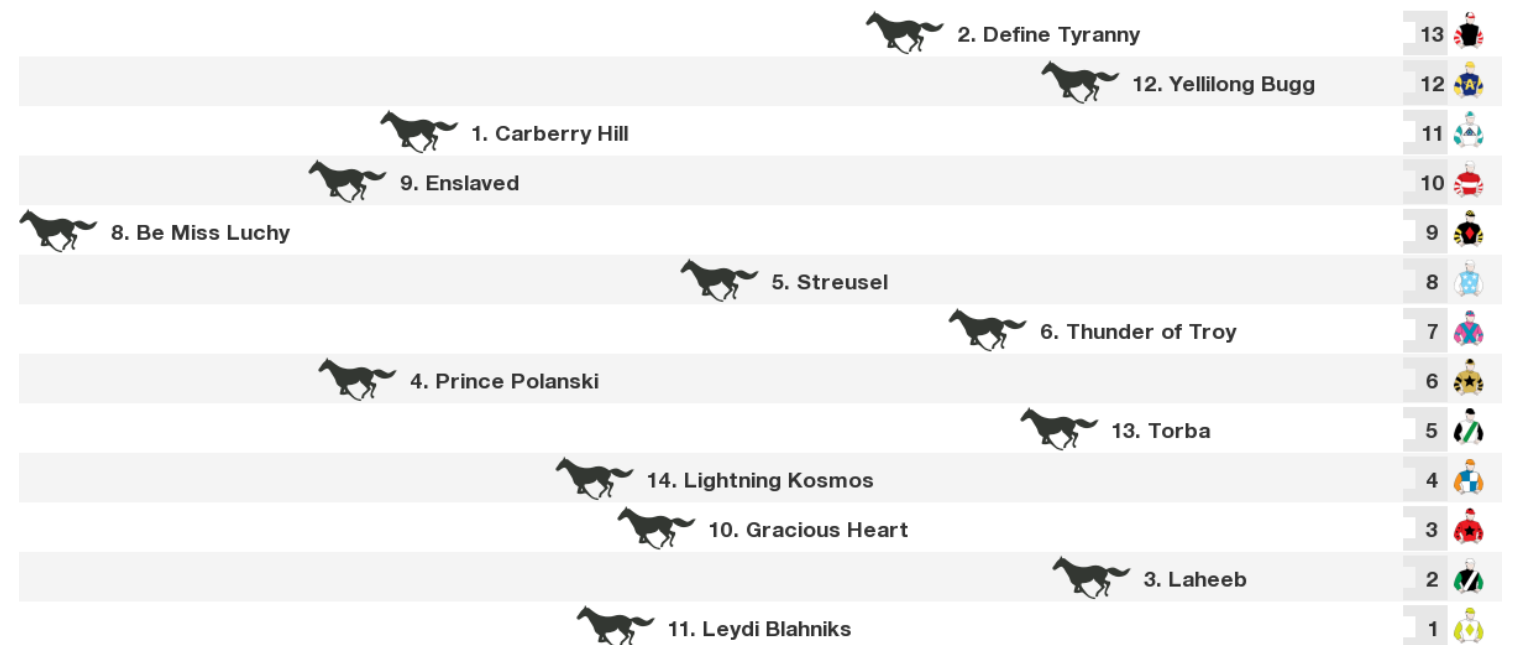 2. Define Tyranny 13
12. Yellilong Bugg 12 A
1. Carberry Hill 11
9. Enslaved 10
8. Be Miss Luchy 9
5. Streusel 8
6. Thunder of Troy 7
4. Prince Polanski 6
13. Torba 5
14. Lightning Kosmos 4
10. Gracious Heart 3
3. Laheeb 2
11. Leydi Blahniks 1